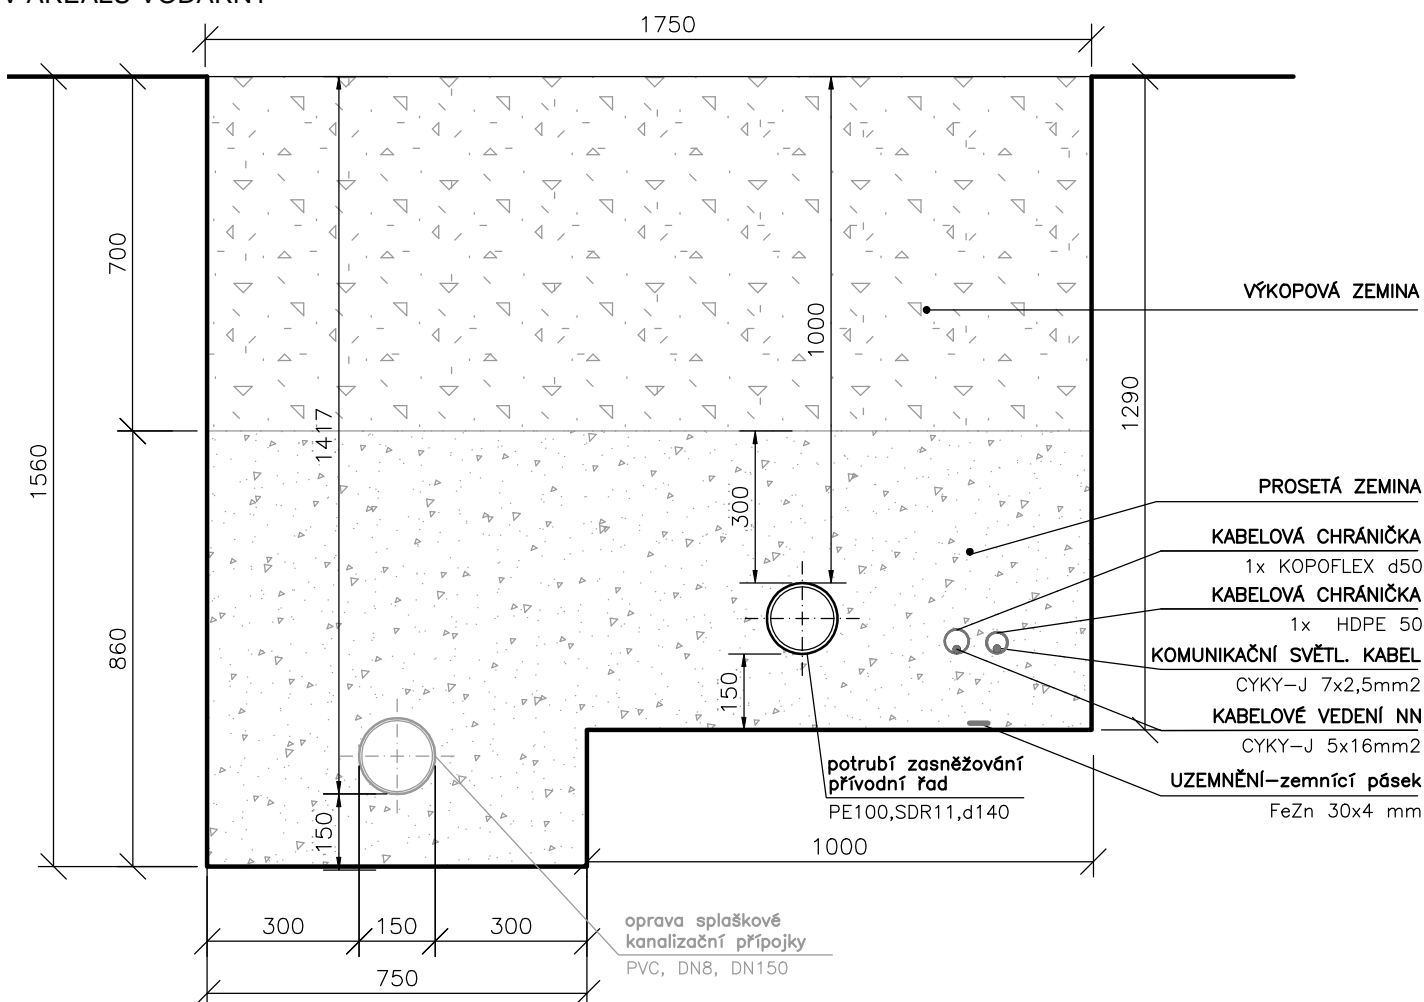 V AREÁLU VODÁRNY
1750
700
1560
860
1417
1000
300
150
150
1290
VÝKOPOVÁ ZEMINA
PROSETÁ ZEMINA
KABELOVÁ CHRÁNIČKA
1x KOPOFLEX d50
KABELOVÁ CHRÁNIČKA
1x HDPE 50
KOMUNIKAČNÍ SVĚTL. KABEL
CYKY-J 7x2,5mm2
KABELOVÉ VEDENÍ NN
CYKY-J 5x16mm2
UZEMNĚNÍ-zemnící pásek
FeZn 30x4 mm
potrubí zasněžování
přívodní řad
PE100,SDR11,d140
1000
300
150
300
750
oprava splaškové
kanalizační přípojky
PVC, DN8, DN150